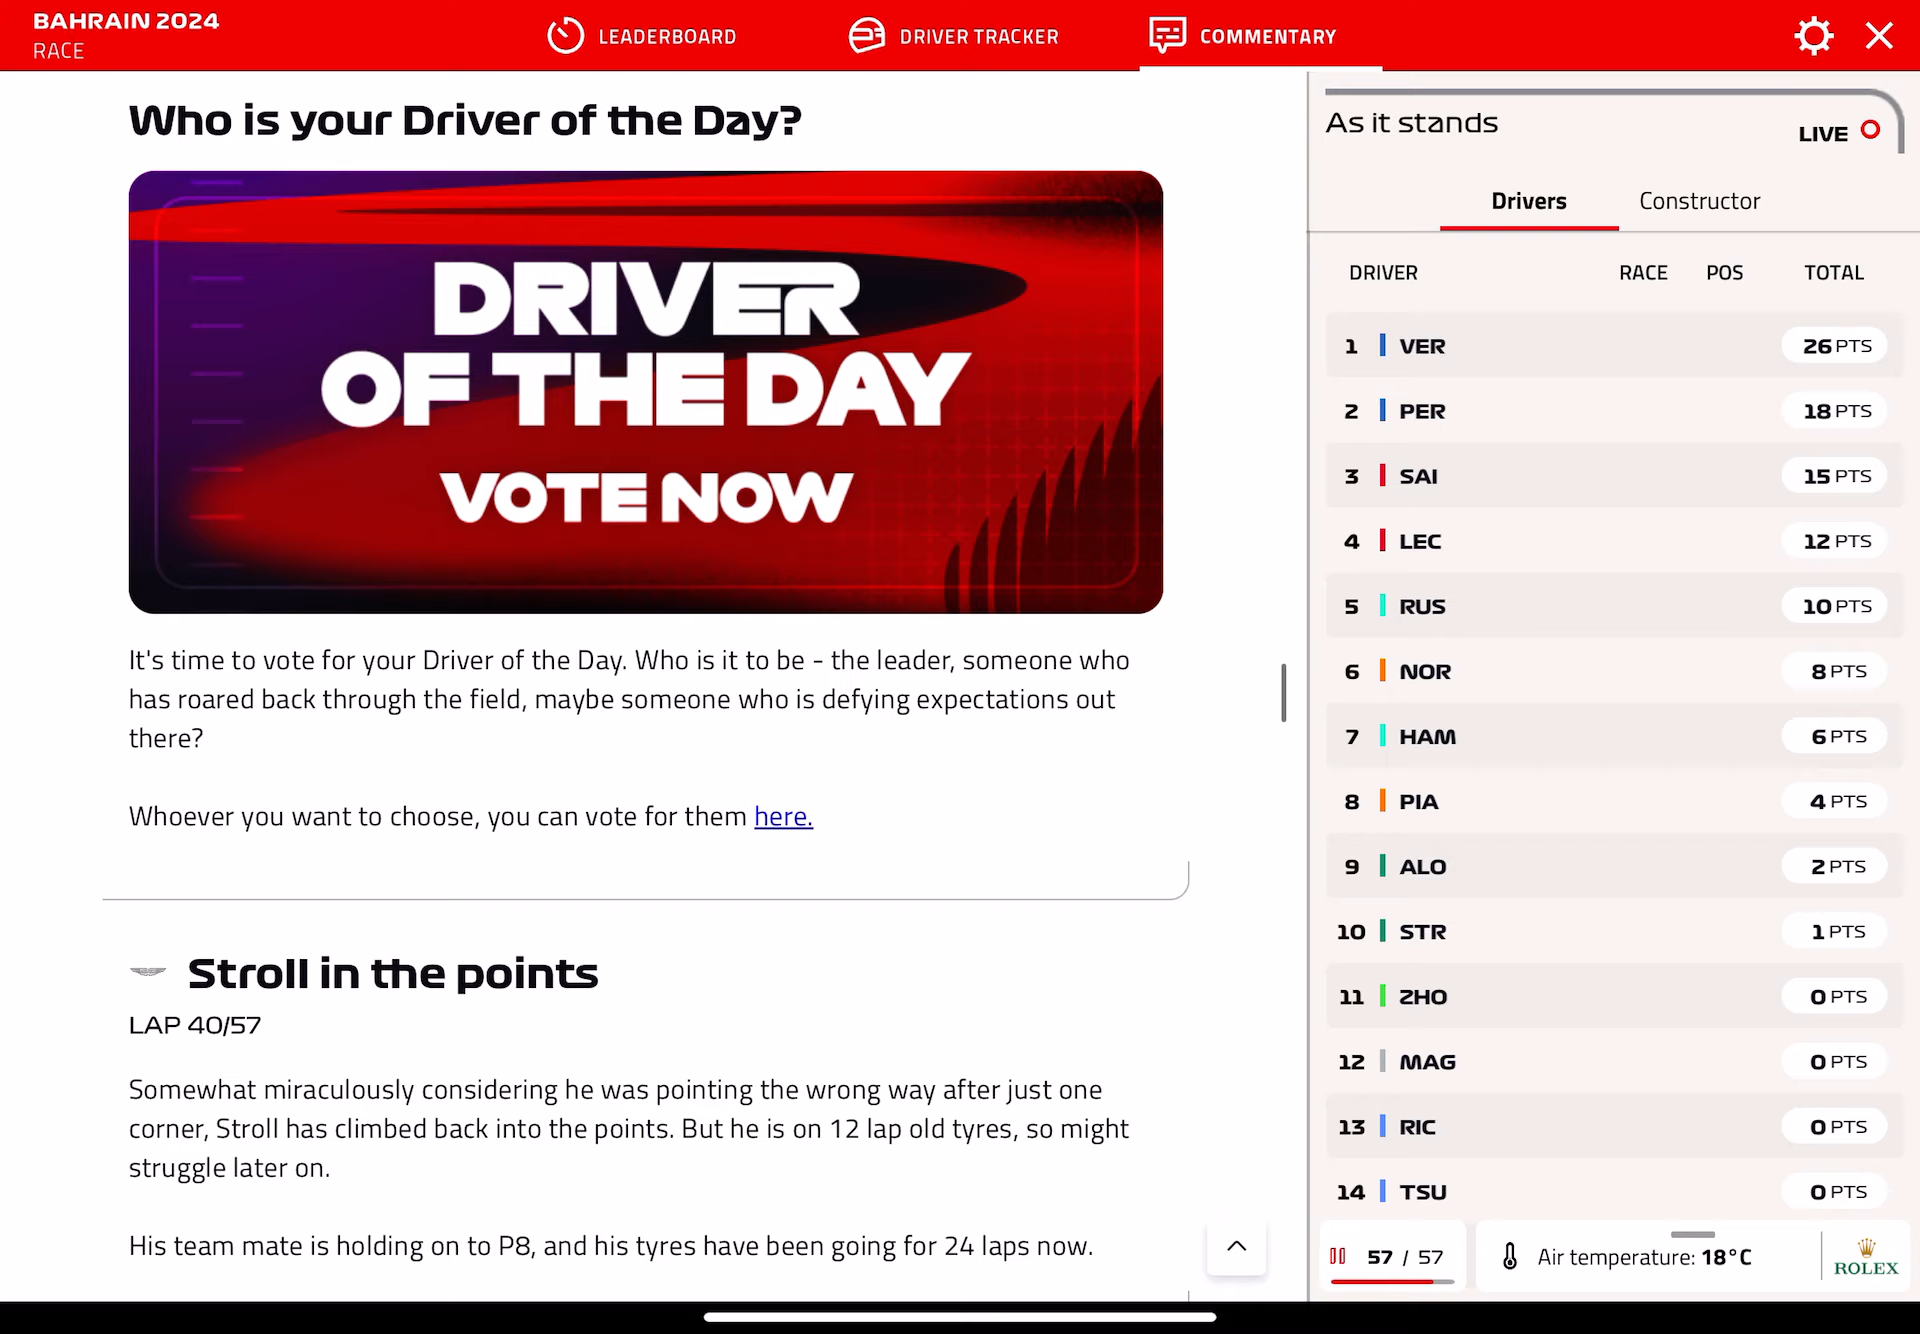 BAHRAIN 2024
RACE
LEADERBOARD
DRIVER TRACKER
COMMENTARY
Who is your Driver of the Day?
DRIVER
OF THE DAY
VOTE NOW
It's time to vote for your Driver of the Day. Who is it to be - the leader, someone who
has roared back through the field, maybe someone who is defying expectations out
there?
Whoever you want to choose, you can vote for them here.
Stroll in the points
LAP 40/57
Somewhat miraculously considering he was pointing the wrong way after just one
corner, Stroll has climbed back into the points. But he is on 12 lap old tyres, so might
struggle later on.
His team mate is holding on to P8, and his tyres have been going for 24 laps now.
As it stands
LIVE
Drivers Constructor
DRIVER RACE POS TOTAL
1 VER 26 PTS
2 PER 18 PTS
3 SAI 15 PTS
4 LEC 12 PTS
5 RUS 10 PTS
6 NOR 8 PTS
7 HAM 6 PTS
8 PIA 4 PTS
9 ALO 2 PTS
10 STR 1 PTS
11 ZHO 0 PTS
12 MAG 0 PTS
13 RIC 0 PTS
14 TSU 0 PTS
57 / 57
Air temperature: 18°C
ROLEX